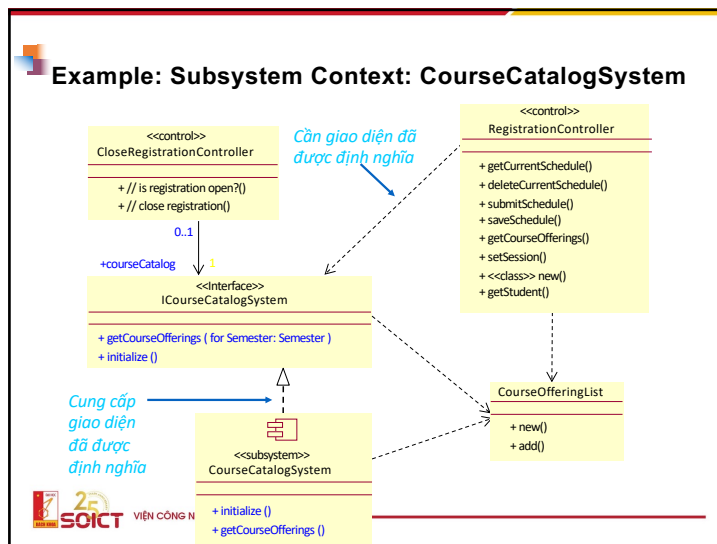 Example: Subsystem Context: CourseCatalogSystem
<<control>>
CloseRegistrationController
+ // is registration open?()
+ // close registration()
Cần giao diện đã
được định nghĩa
<<control>>
RegistrationController
+ getCurrentSchedule()
+ deleteCurrentSchedule()
+ submitSchedule()
+ saveSchedule()
+ getCourseOfferings()
+ setSession()
+ <<class>> new()
+ getStudent()
0..1
+courseCatalog
1
<<Interface>>
ICourseCatalogSystem
+ getCourseOfferings ( for Semester: Semester )
+ initialize ()
Cung cấp
giao diện
đã được
định nghĩa
CourseOfferingList
+ new()
+ add()
<<subsystem>>
CourseCatalogSystem
+ initialize ()
+ getCourseOfferings ()
25
SOICT
VIỆN CÔNG N